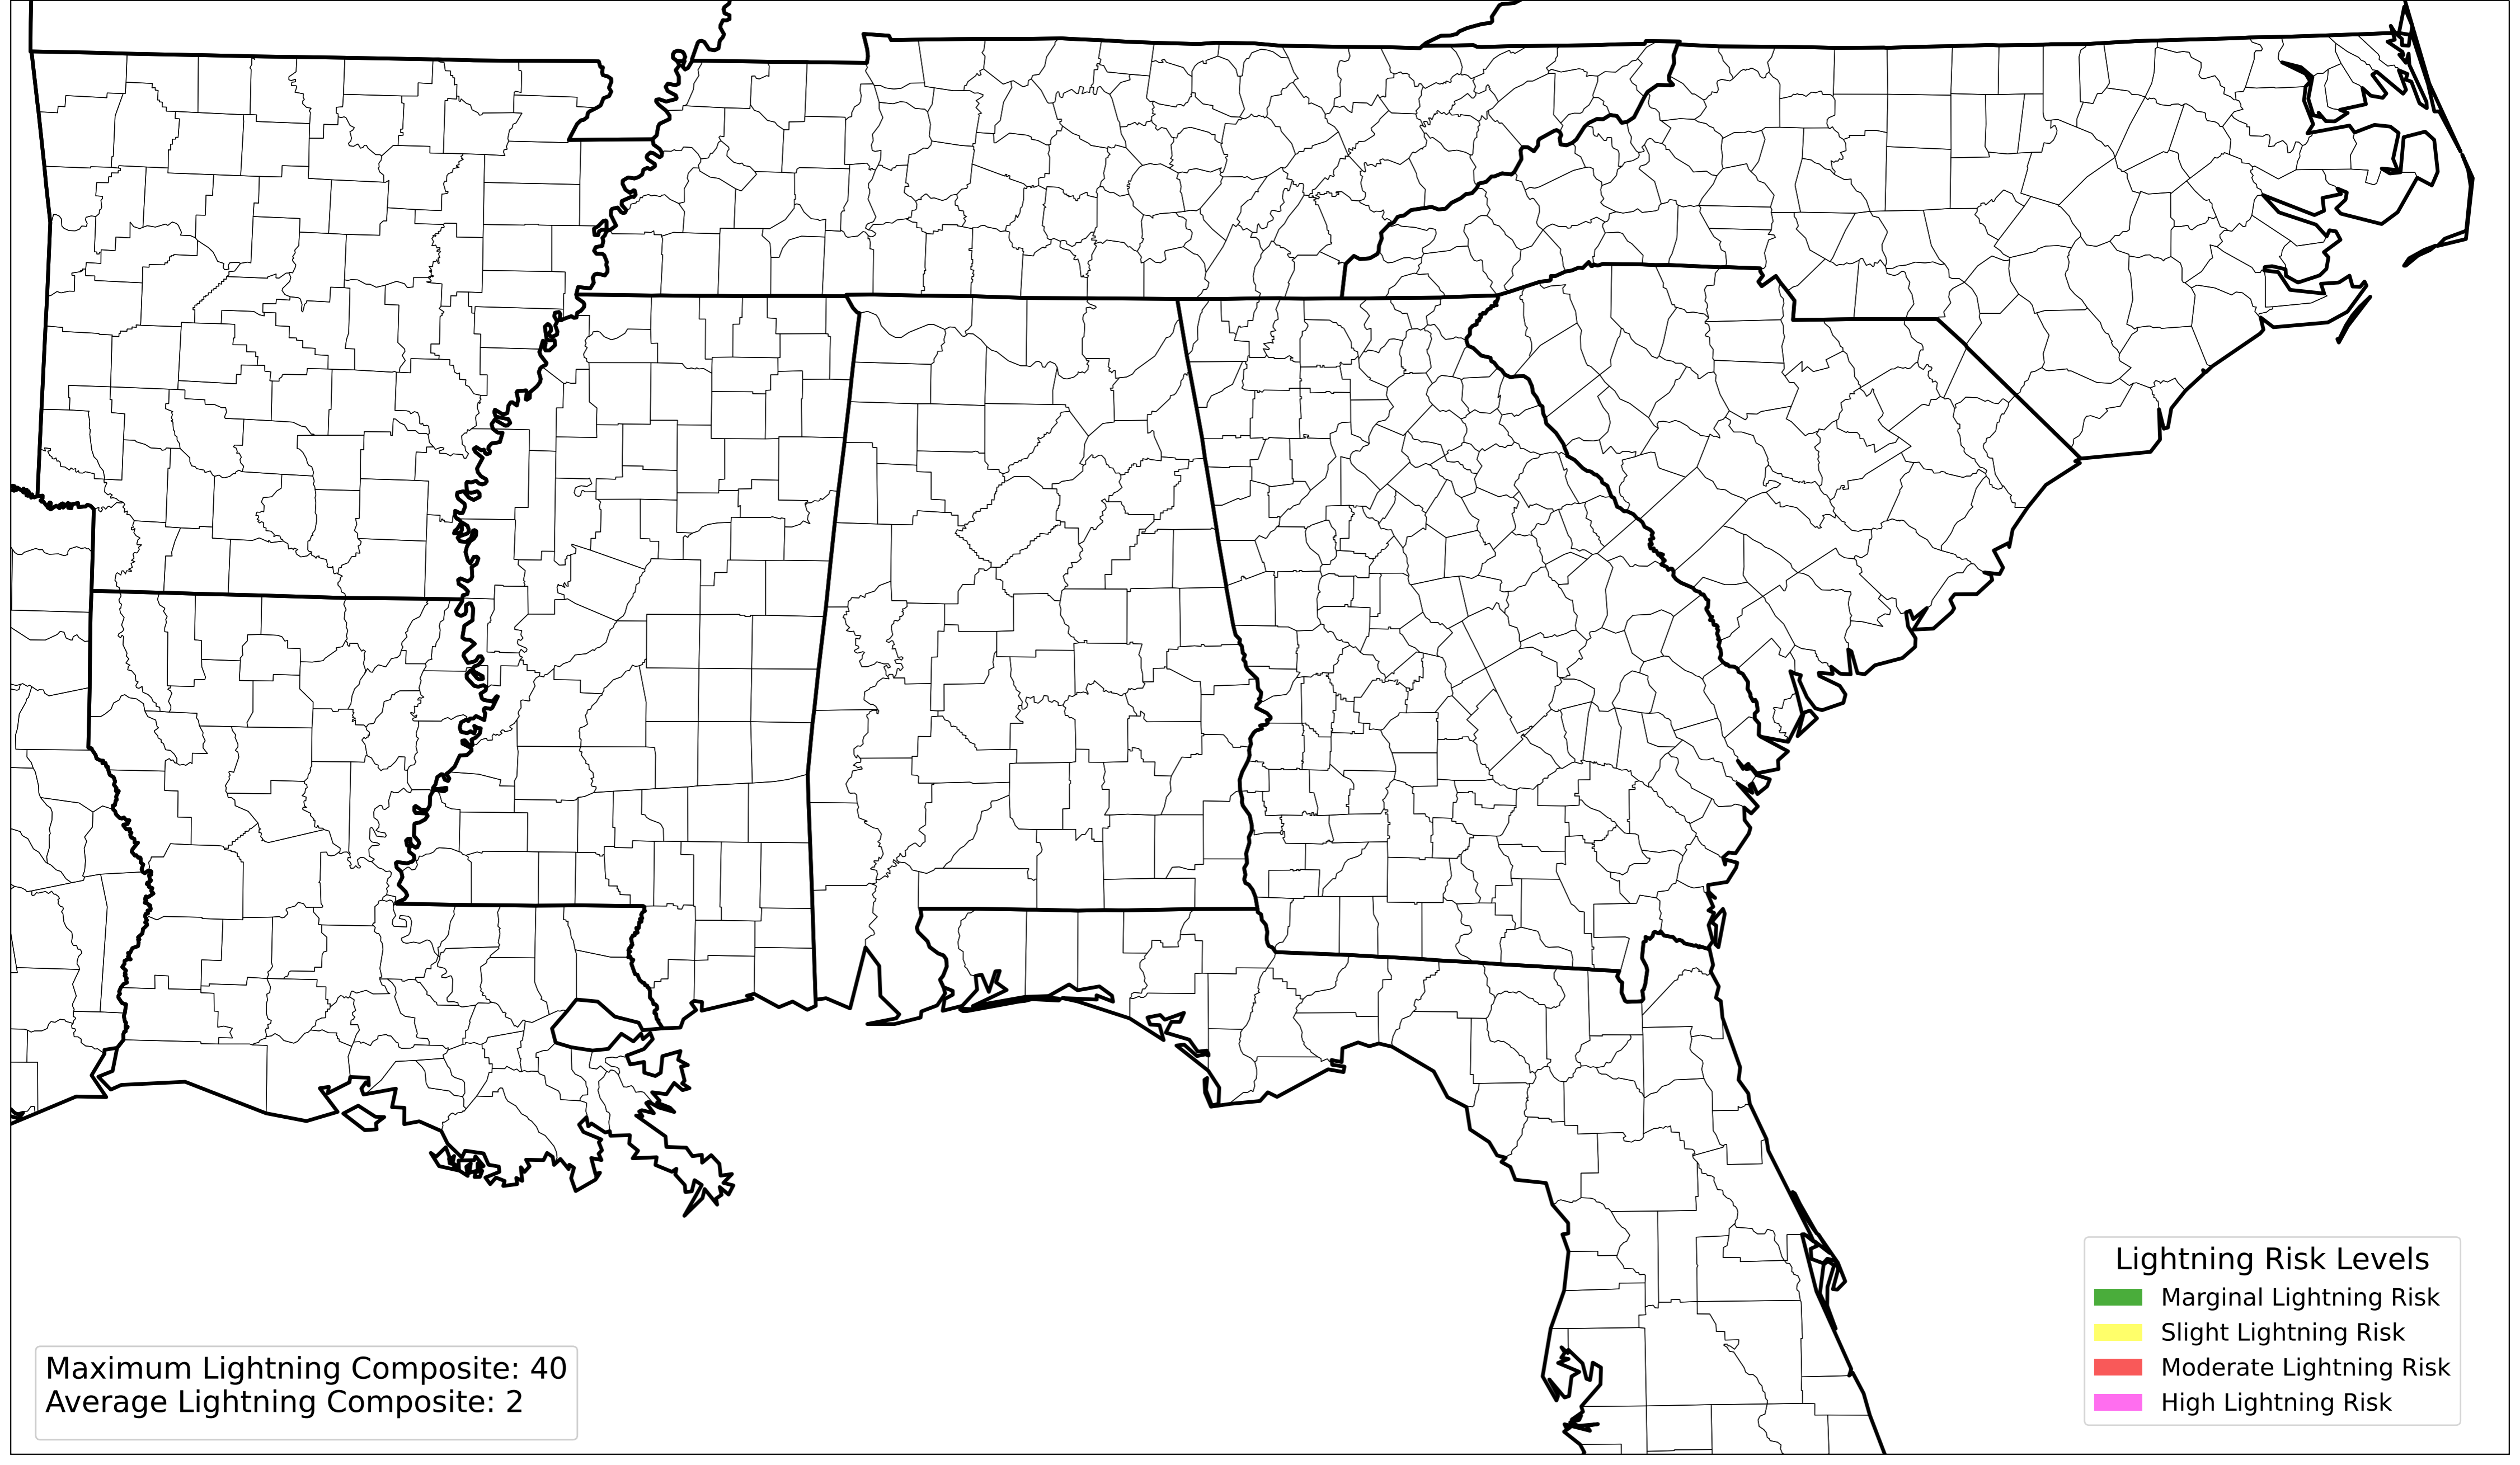 Lightning Risk Levels
Marginal Lightning Risk
Slight Lightning Risk
Moderate Lightning Risk
High Lightning Risk
Maximum Lightning Composite: 40
Average Lightning Composite: 2